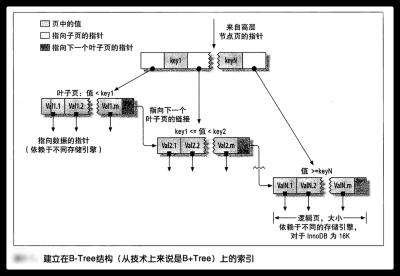 页中的值
指向子页的指针
指向下一个叶子页的指针
来自高层
节点页的指针
key1
keyN
叶子页：值 < key1
Val1.1
Val1.2
Val1.m
指向下一个
叶子页的链接
指向数据的指针
（依赖于不同存储引擎）
key1 <= 值 < key2
Val2.1
Val2.2
Val2.m
值 >=keyN
ValN.1
ValN.2
ValN.m
逻辑页，大小
依赖于不同的存储引擎，
对于 InnoDB 为 16K
建立在B-Tree结构（从技术上来说是B+Tree）上的索引